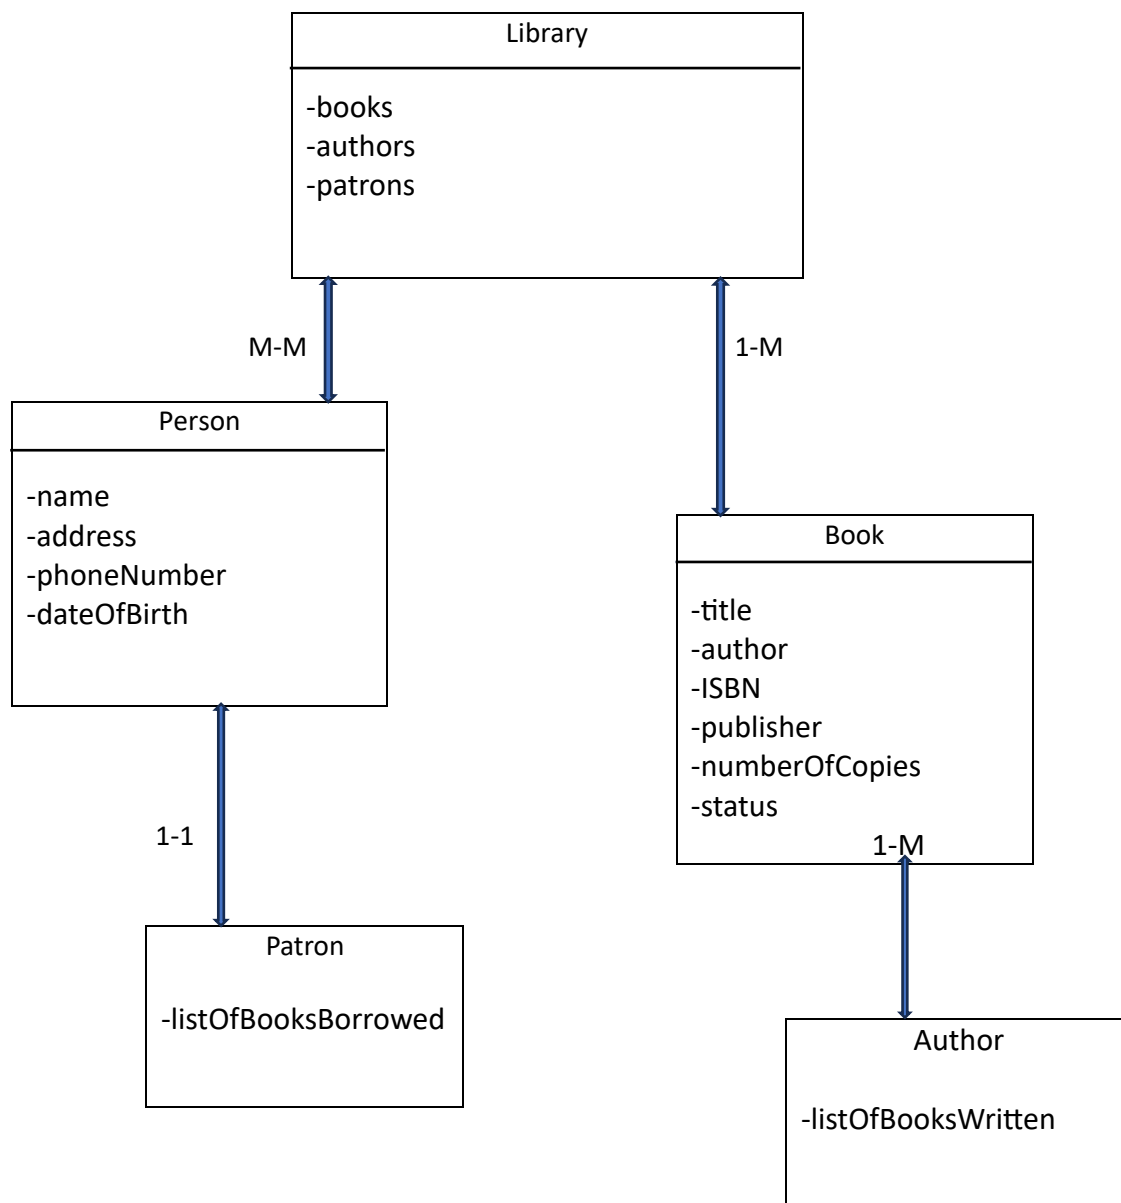 Library
-books
-authors
-patrons
M-M
1-M
Person
-name
-address
-phoneNumber
-dateOfBirth
Book
-title
-author
-ISBN
-publisher
-numberOfCopies
-status
1-M
1-1
Patron
-listOfBooksBorrowed
Author
-listOfBooksWritten